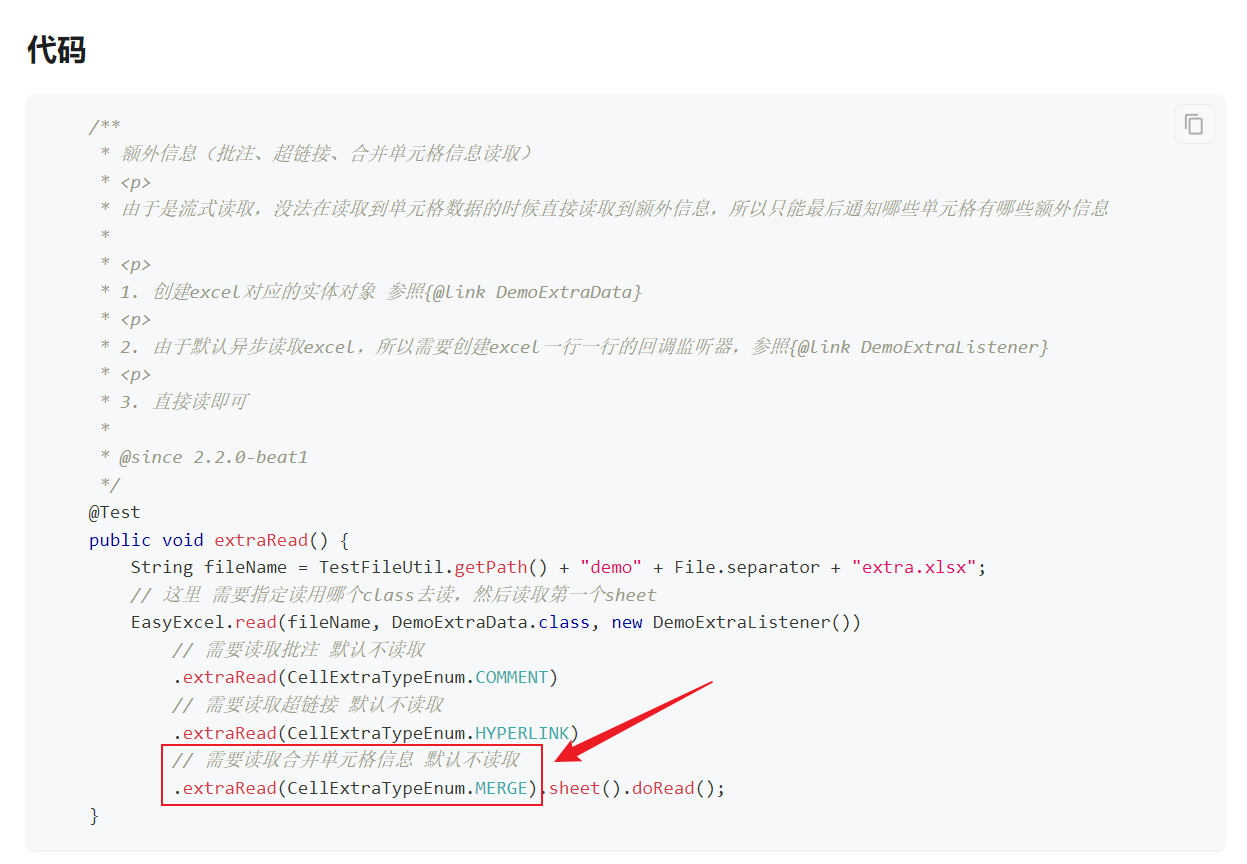 代码
/**
 * 额外信息（批注、超链接、合并单元格信息读取）
 * <p>
 * 由于是流式读取，没法在读取到单元格数据的时候直接读取到额外信息，所以只能最后通知哪些单元格有哪些额外信息
 *
 * <p>
 * 1. 创建excel对应的实体对象 参照{@link DemoExtraData}
 * <p>
 * 2. 由于默认异步读取excel，所以需要创建excel一行一行的回调监听器，参照{@link DemoExtraListener}
 * <p>
 * 3. 直接读即可
 *
 * @since 2.2.0-beat1
 */
@Test
public void extraRead() {
    String fileName = TestFileUtil.getPath() + "demo" + File.separator + "extra.xlsx";
    // 这里 需要指定读用哪个class去读，然后读取第一个sheet
    EasyExcel.read(fileName, DemoExtraData.class, new DemoExtraListener())
        // 需要读取批注 默认不读取
        .extraRead(CellExtraTypeEnum.COMMENT)
        // 需要读取超链接 默认不读取
        .extraRead(CellExtraTypeEnum.HYPERLINK)
        // 需要读取合并单元格信息 默认不读取
        .extraRead(CellExtraTypeEnum.MERGE).sheet().doRead();
}